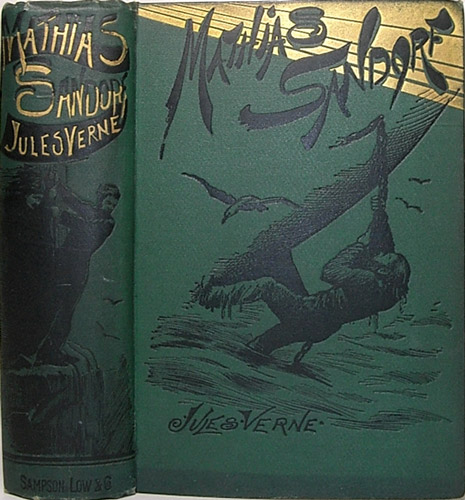 MATHIAS
SANDORF
JULES VERNE
SAMPSON, LOW & Co
MATHIAS
SANDORF
JULES · VERNE ·